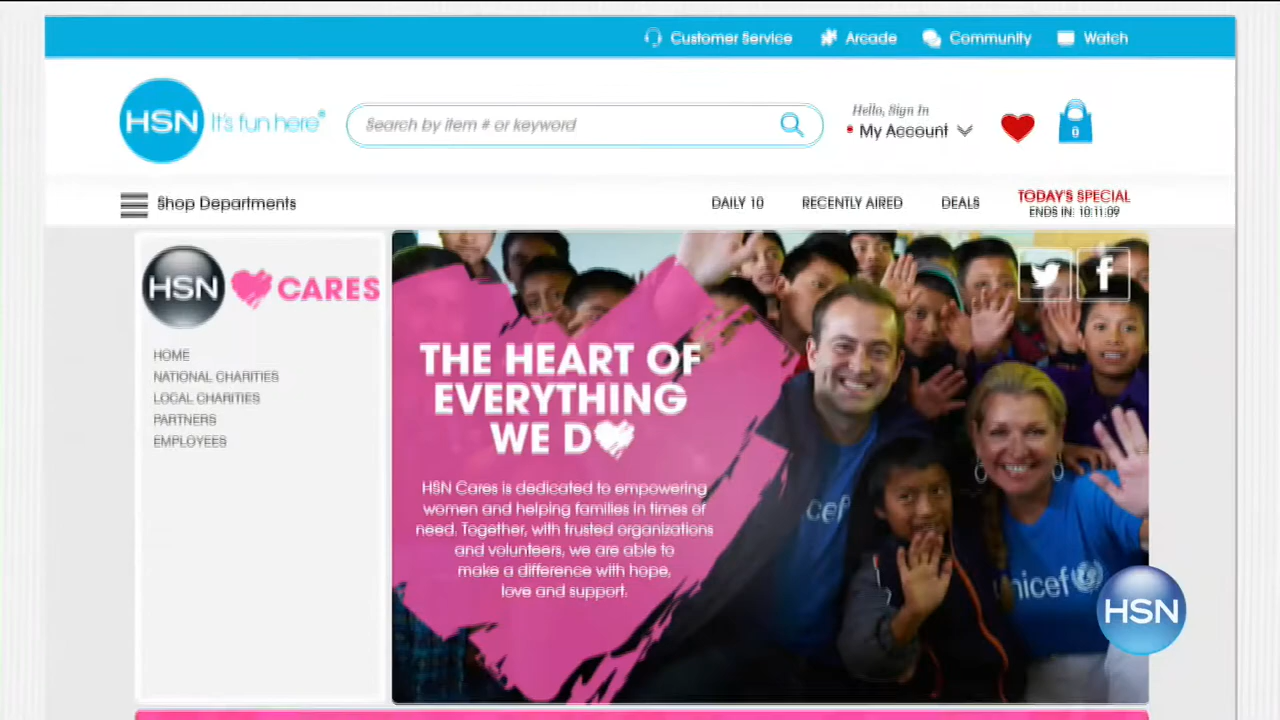 Customer Service
Arcade
Community
Watch
HSN
It's fun here®
Search by item # or keyword
Hello, Sign In
My Account
0
Shop Departments
DAILY 10
RECENTLY AIRED
DEALS
TODAY'S SPECIAL
ENDS IN: 10:11:09
HSN CARES
HOME
NATIONAL CHARITIES
LOCAL CHARITIES
PARTNERS
EMPLOYEES
THE HEART OF
EVERYTHING
WE D
HSN Cares is dedicated to empowering
women and helping families in times of
need. Together, with trusted organizations
and volunteers, we are able to
make a difference with hope,
love and support.
cef
unicef
HSN